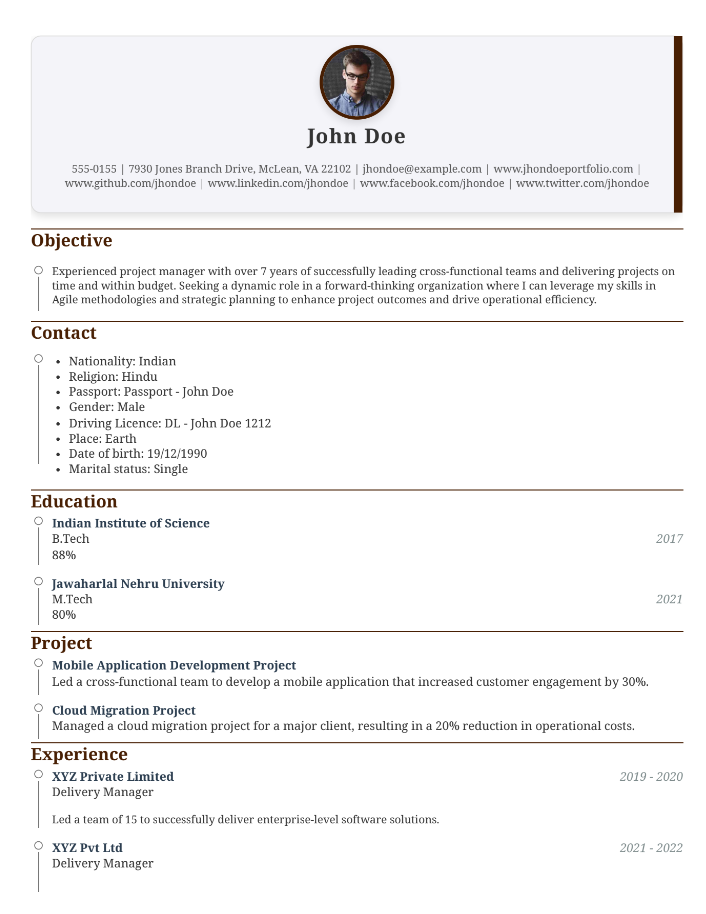 John Doe
555-0155 | 7930 Jones Branch Drive, McLean, VA 22102 | jhondoe@example.com | www.jhondoeportfolio.com |
www.github.com/jhondoe | www.linkedin.com/jhondoe | www.facebook.com/jhondoe | www.twitter.com/jhondoe
Objective
Experienced project manager with over 7 years of successfully leading cross-functional teams and delivering projects on
time and within budget. Seeking a dynamic role in a forward-thinking organization where I can leverage my skills in
Agile methodologies and strategic planning to enhance project outcomes and drive operational efficiency.
Contact
• Nationality: Indian
• Religion: Hindu
• Passport: Passport - John Doe
• Gender: Male
• Driving Licence: DL - John Doe 1212
• Place: Earth
• Date of birth: 19/12/1990
• Marital status: Single
Education
Indian Institute of Science
B.Tech 2017
88%
Jawaharlal Nehru University
M.Tech 2021
80%
Project
Mobile Application Development Project
Led a cross-functional team to develop a mobile application that increased customer engagement by 30%.
Cloud Migration Project
Managed a cloud migration project for a major client, resulting in a 20% reduction in operational costs.
Experience
XYZ Private Limited 2019 - 2020
Delivery Manager
Led a team of 15 to successfully deliver enterprise-level software solutions.
XYZ Pvt Ltd 2021 - 2022
Delivery Manager